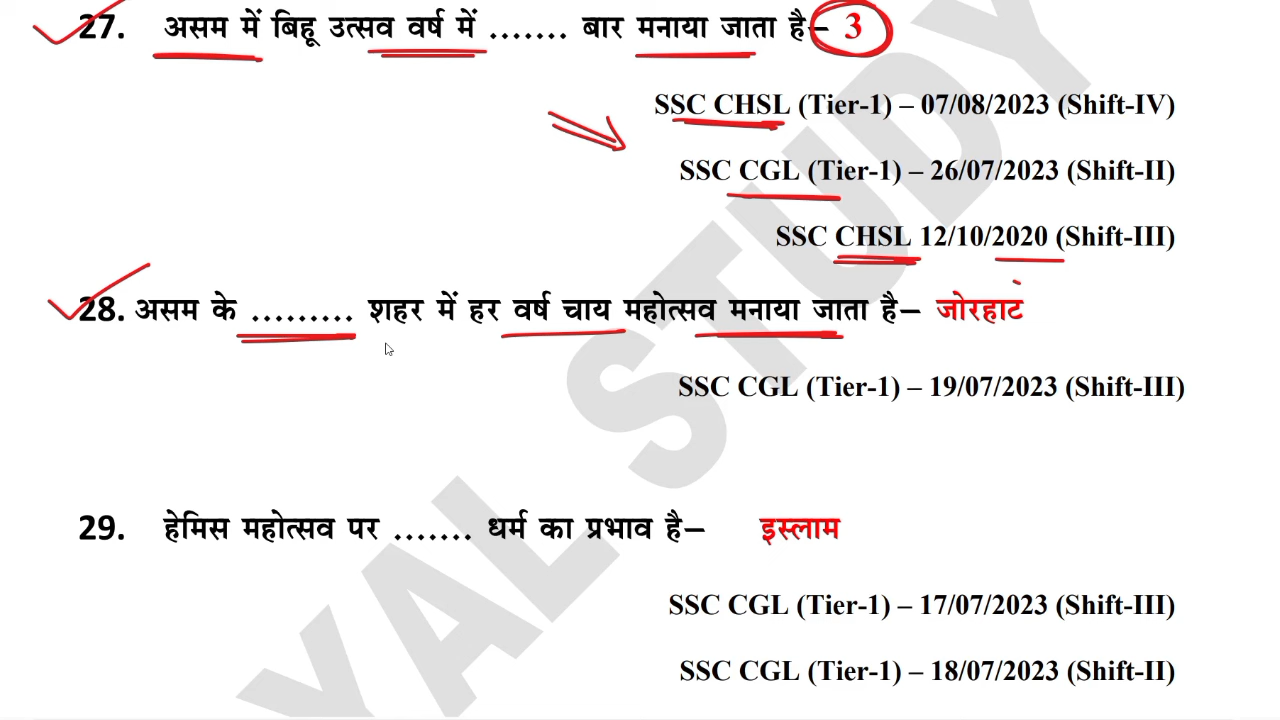 27. असम में बिहू उत्सव वर्ष में ....... बार मनाया जाता है– 3
SSC CHSL (Tier-1) – 07/08/2023 (Shift-IV)
SSC CGL (Tier-1) – 26/07/2023 (Shift-II)
SSC CHSL 12/10/2020 (Shift-III)
28. असम के ......... शहर में हर वर्ष चाय महोत्सव मनाया जाता है– जोरहाट
SSC CGL (Tier-1) – 19/07/2023 (Shift-III)
29. हेमिस महोत्सव पर ....... धर्म का प्रभाव है– इस्लाम
SSC CGL (Tier-1) – 17/07/2023 (Shift-III)
SSC CGL (Tier-1) – 18/07/2023 (Shift-II)
YAL STUDY